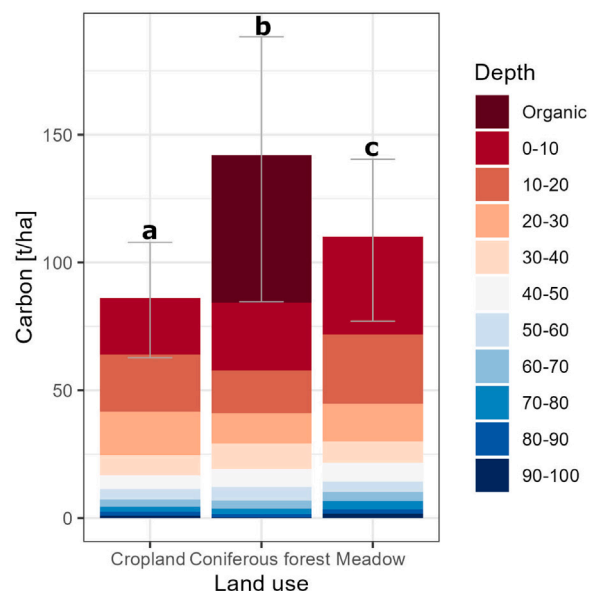 Carbon [t/ha]
150
100
50
0
a
b
c
Cropland Coniferous forest Meadow
Land use
Depth
Organic
0-10
10-20
20-30
30-40
40-50
50-60
60-70
70-80
80-90
90-100